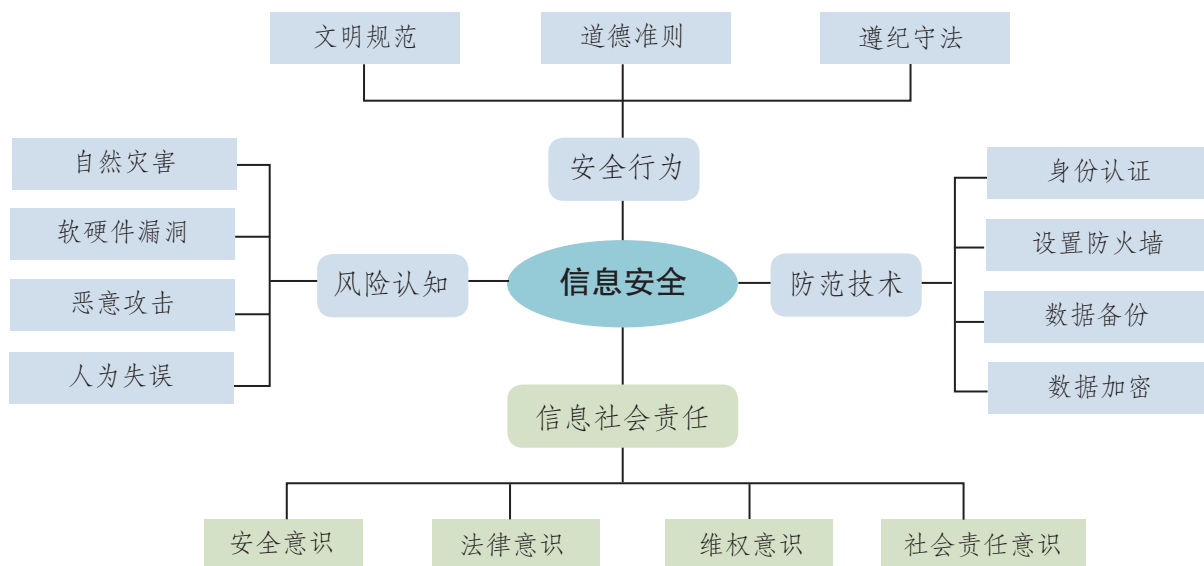 文明规范
道德准则
遵纪守法
安全行为
自然灾害
软硬件漏洞
恶意攻击
人为失误
风险认知
信息安全
防范技术
身份认证
设置防火墙
数据备份
数据加密
信息社会责任
安全意识
法律意识
维权意识
社会责任意识